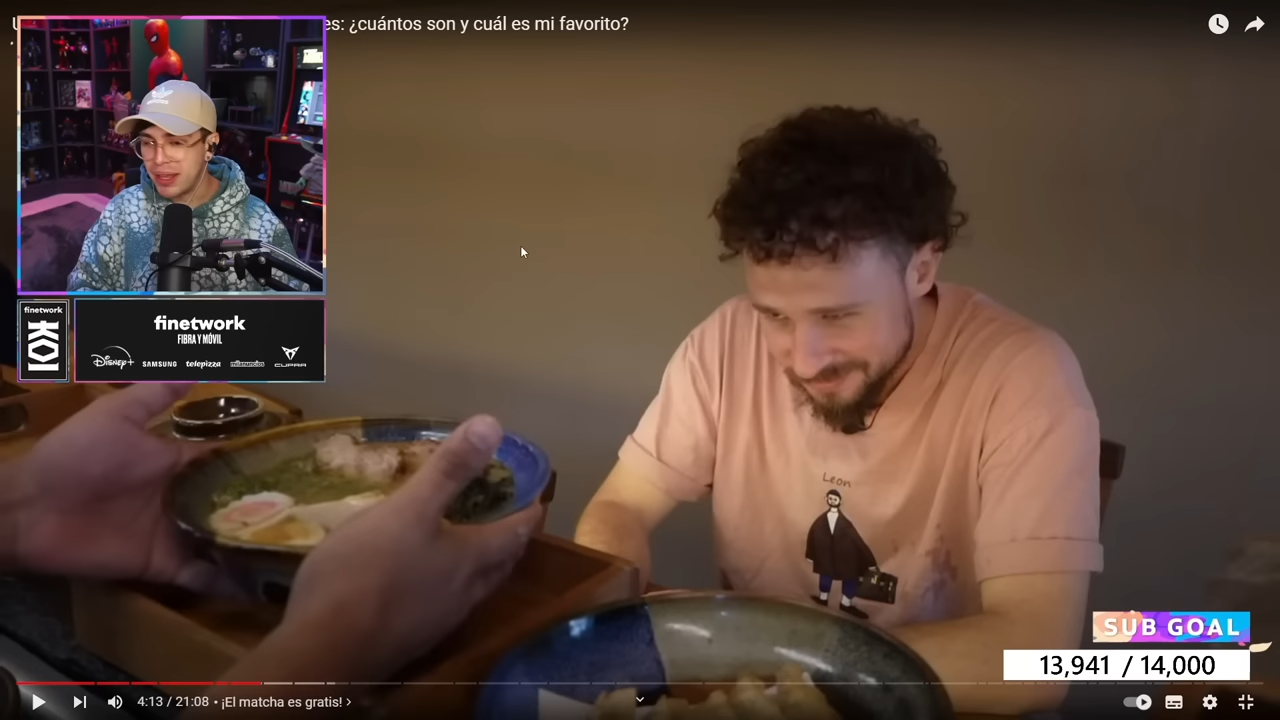 es: ¿cuántos son y cuál es mi favorito?
finetwork
KOI
finetwork
FIBRA Y MÓVIL
Disney+ SAMSUNG telepizza milanuncios CUPRA
Leon
SUB GOAL
13,941 / 14,000
4:13 / 21:08 • ¡El matcha es gratis! ›